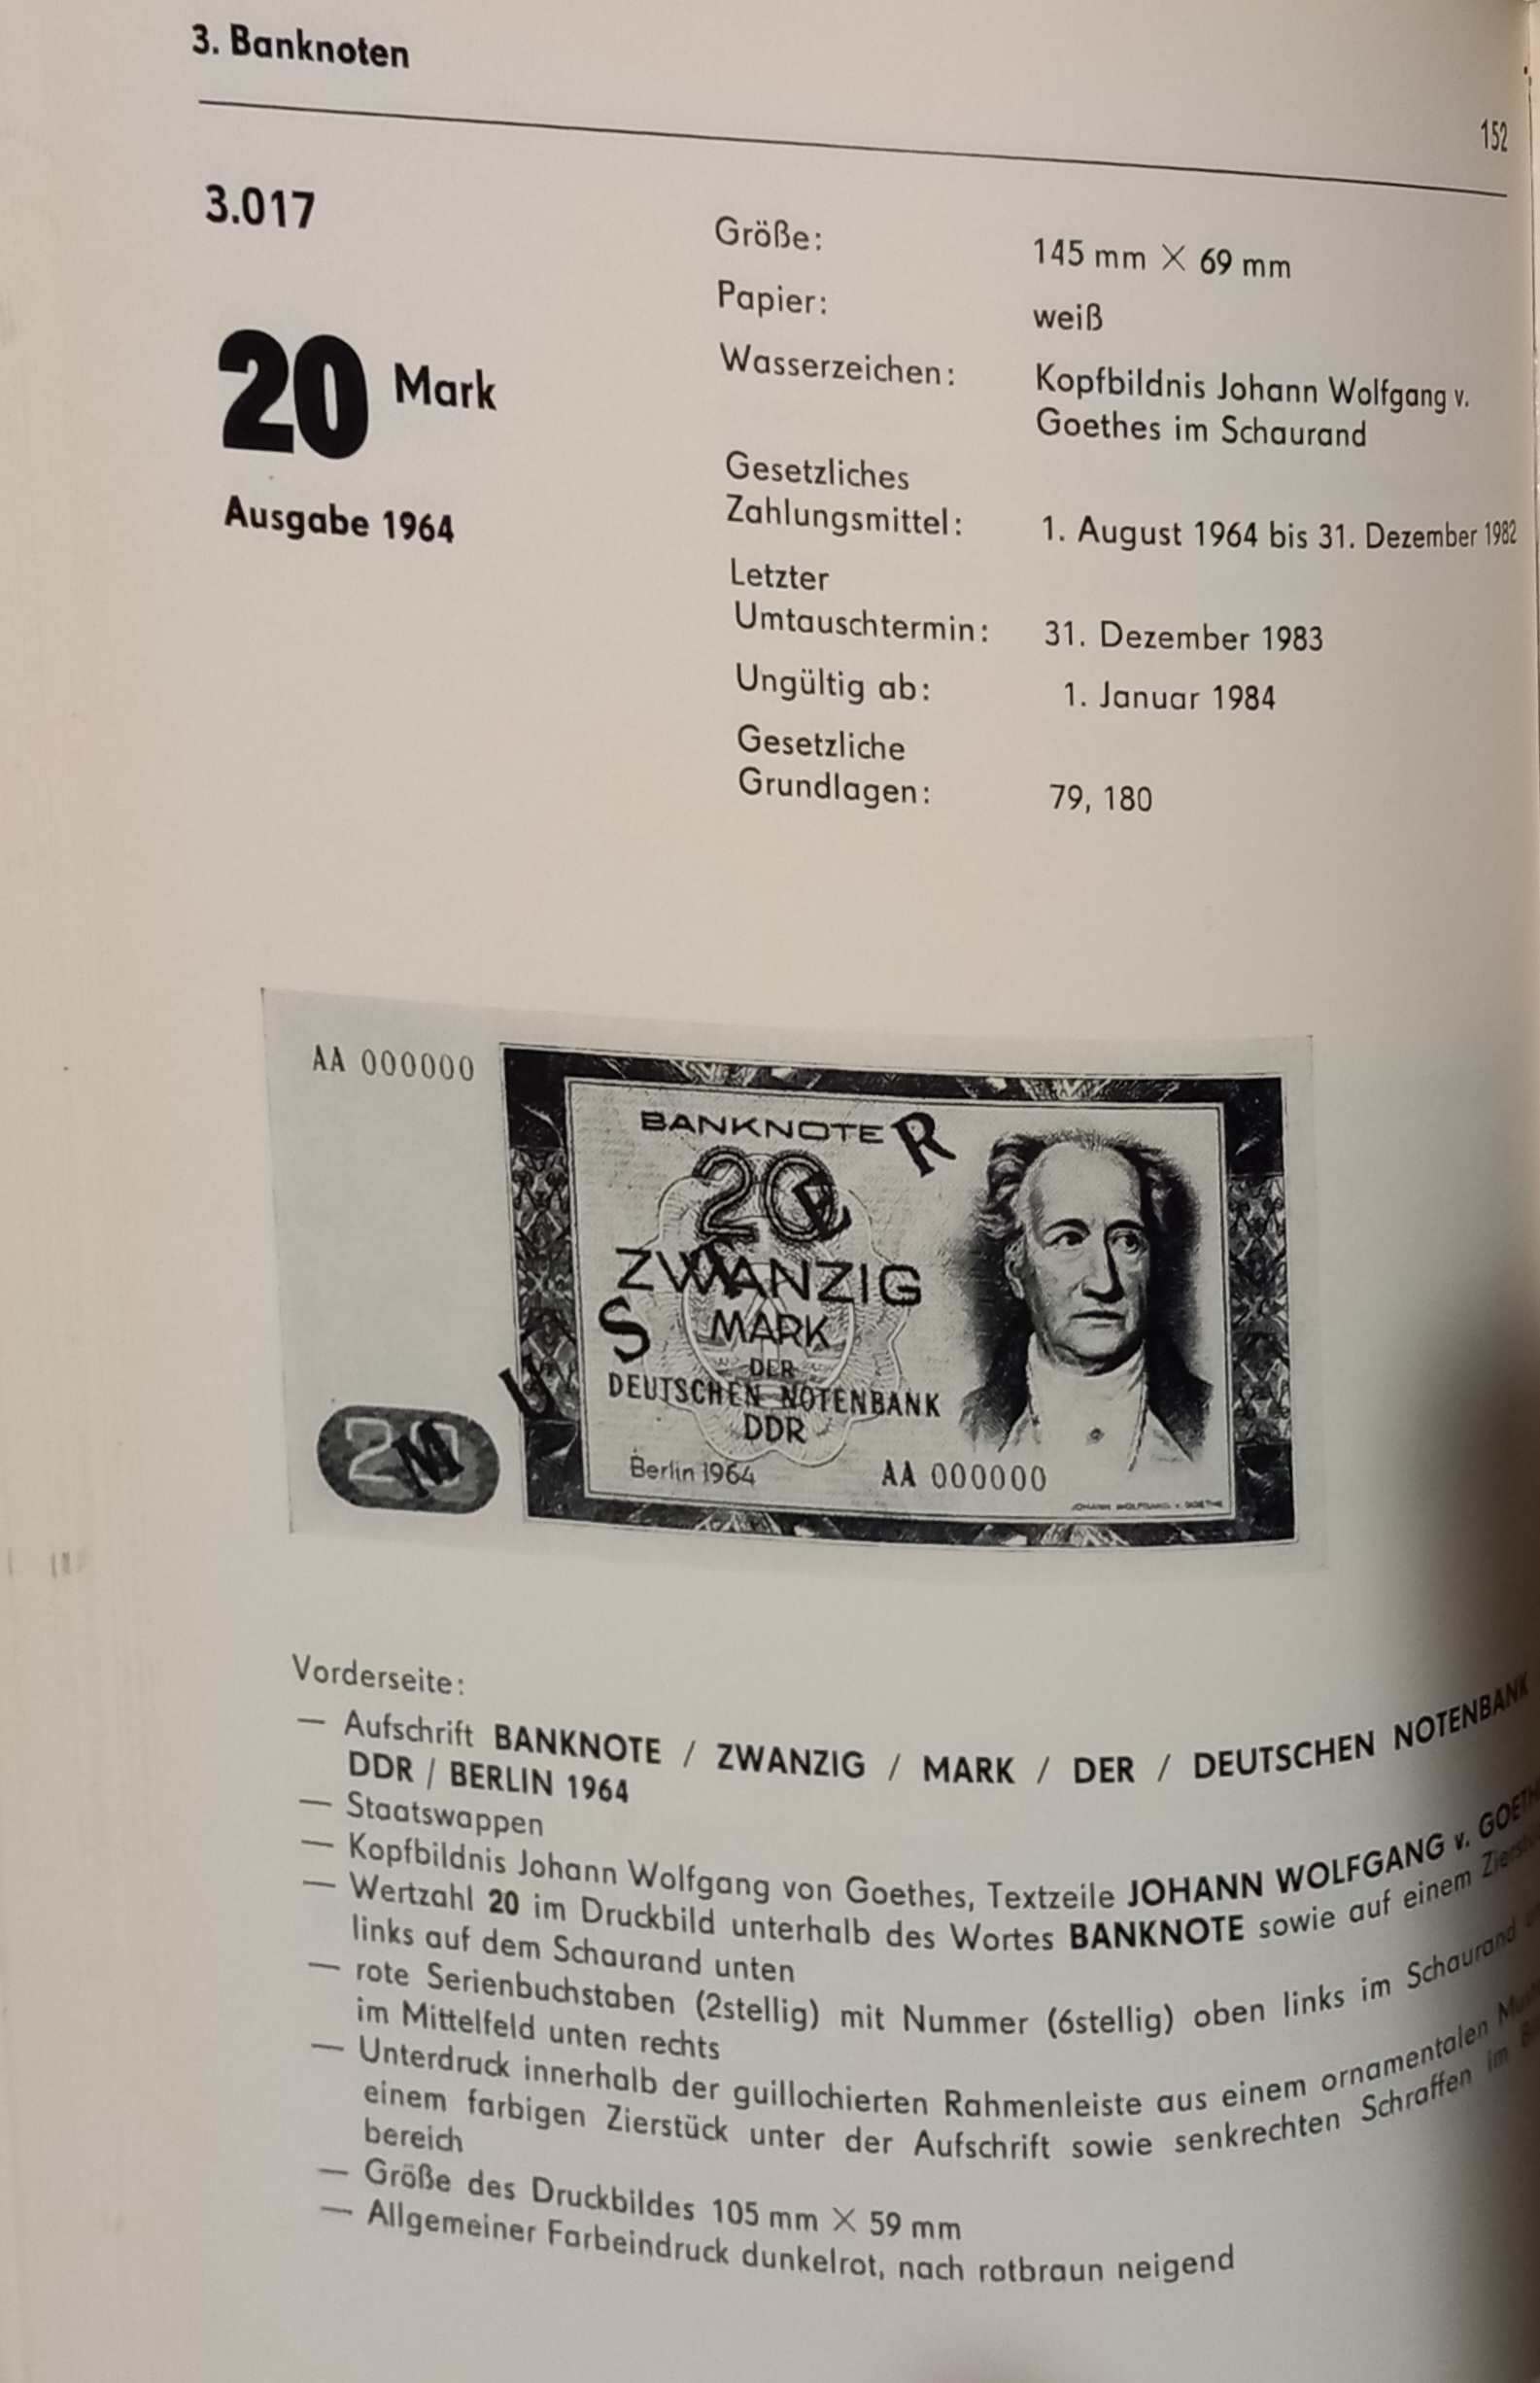 3. Banknoten
152
3.017
20 Mark
Ausgabe 1964
Größe: 145 mm × 69 mm
Papier: weiß
Wasserzeichen: Kopfbildnis Johann Wolfgang v.
Goethes im Schaurand
Gesetzliches
Zahlungsmittel: 1. August 1964 bis 31. Dezember 1982
Letzter
Umtauschtermin: 31. Dezember 1983
Ungültig ab: 1. Januar 1984
Gesetzliche
Grundlagen: 79, 180
AA 000000
BANKNOTE
20
ZWANZIG
MARK
DER
DEUTSCHEN NOTENBANK
DDR
Berlin 1964 AA 000000
JOHANN WOLFGANG v. GOETHE
20
MUSTER
Vorderseite:
— Aufschrift BANKNOTE / ZWANZIG / MARK / DER / DEUTSCHEN NOTENBANK
DDR / BERLIN 1964
— Staatswappen
— Kopfbildnis Johann Wolfgang von Goethes, Textzeile JOHANN WOLFGANG v.
— Wertzahl 20 im Druckbild unterhalb des Wortes BANKNOTE sowie auf einem
links auf dem Schaurand unten
— rote Serienbuchstaben (2stellig) mit Nummer (6stellig) oben links im Schaurand
im Mittelfeld unten rechts
— Unterdruck innerhalb der guillochierten Rahmenleiste aus einem ornamentalen
einem farbigen Zierstück unter der Aufschrift sowie senkrechten Schraffen im
bereich
— Größe des Druckbildes 105 mm × 59 mm
— Allgemeiner Farbeindruck dunkelrot, nach rotbraun neigend